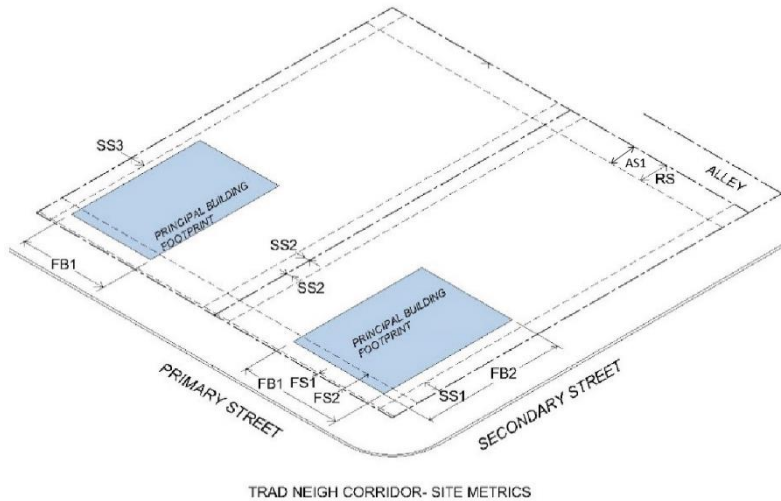 SS3
AS1
RS
ALLEY
PRINCIPAL BUILDING
FOOTPRINT
FB1
SS2
SS2
PRINCIPAL BUILDING
FOOTPRINT
PRIMARY STREET
FB1
FS1
FS2
SS1
FB2
SECONDARY STREET
TRAD NEIGH CORRIDOR- SITE METRICS